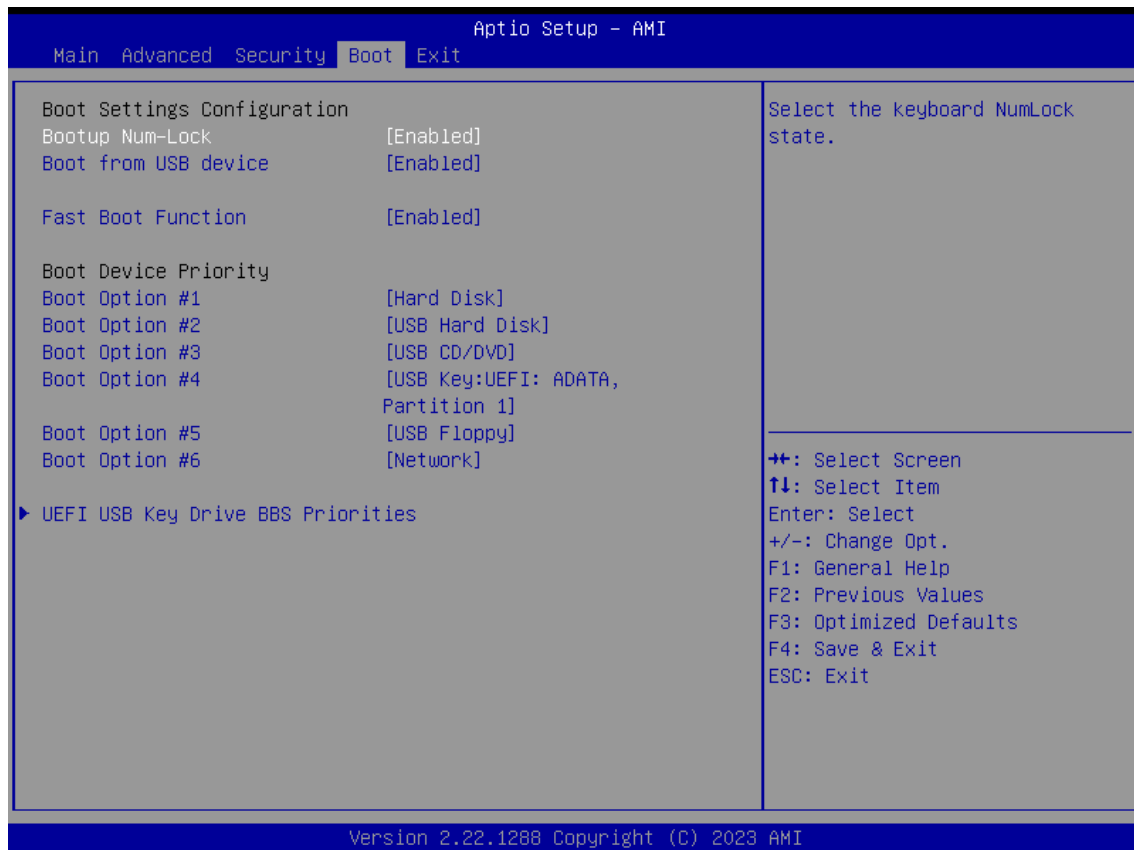 Aptio Setup - AMI
Main Advanced Security Boot Exit
Boot Settings Configuration
Bootup Num-Lock [Enabled]
Boot from USB device [Enabled]
Fast Boot Function [Enabled]
Boot Device Priority
Boot Option #1 [Hard Disk]
Boot Option #2 [USB Hard Disk]
Boot Option #3 [USB CD/DVD]
Boot Option #4 [USB Key:UEFI: ADATA,
Partition 1]
Boot Option #5 [USB Floppy]
Boot Option #6 [Network]
UEFI USB Key Drive BBS Priorities
Select the keyboard NumLock
state.
→←: Select Screen
↑↓: Select Item
Enter: Select
+/-: Change Opt.
F1: General Help
F2: Previous Values
F3: Optimized Defaults
F4: Save & Exit
ESC: Exit
Version 2.22.1288 Copyright (C) 2023 AMI